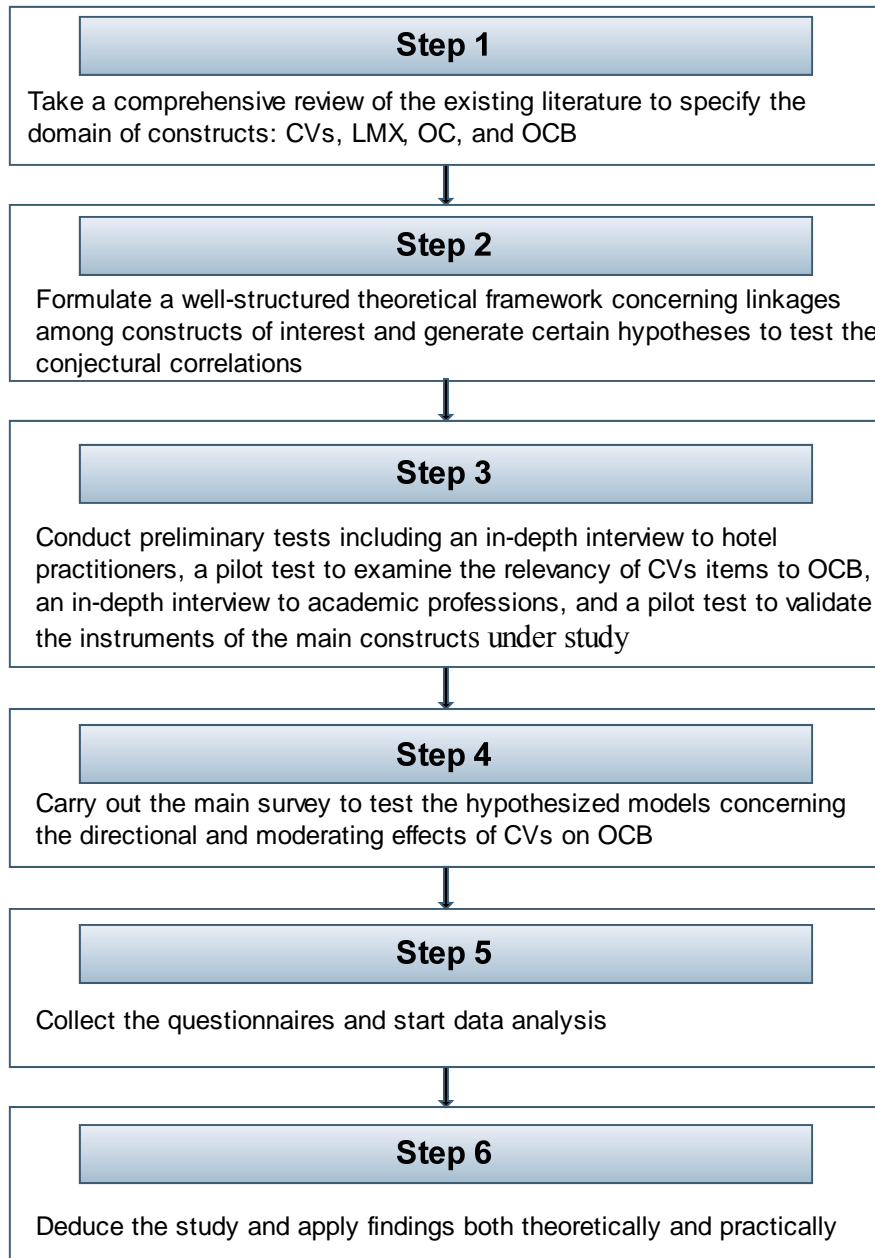 Step 1
Take a comprehensive review of the existing literature to specify the
domain of constructs: CVs, LMX, OC, and OCB
Step 2
Formulate a well-structured theoretical framework concerning linkages
among constructs of interest and generate certain hypotheses to test the
conjectural correlations
Step 3
Conduct preliminary tests including an in-depth interview to hotel
practitioners, a pilot test to examine the relevancy of CVs items to OCB,
an in-depth interview to academic professions, and a pilot test to validate
the instruments of the main constructs under study
Step 4
Carry out the main survey to test the hypothesized models concerning
the directional and moderating effects of CVs on OCB
Step 5
Collect the questionnaires and start data analysis
Step 6
Deduce the study and apply findings both theoretically and practically